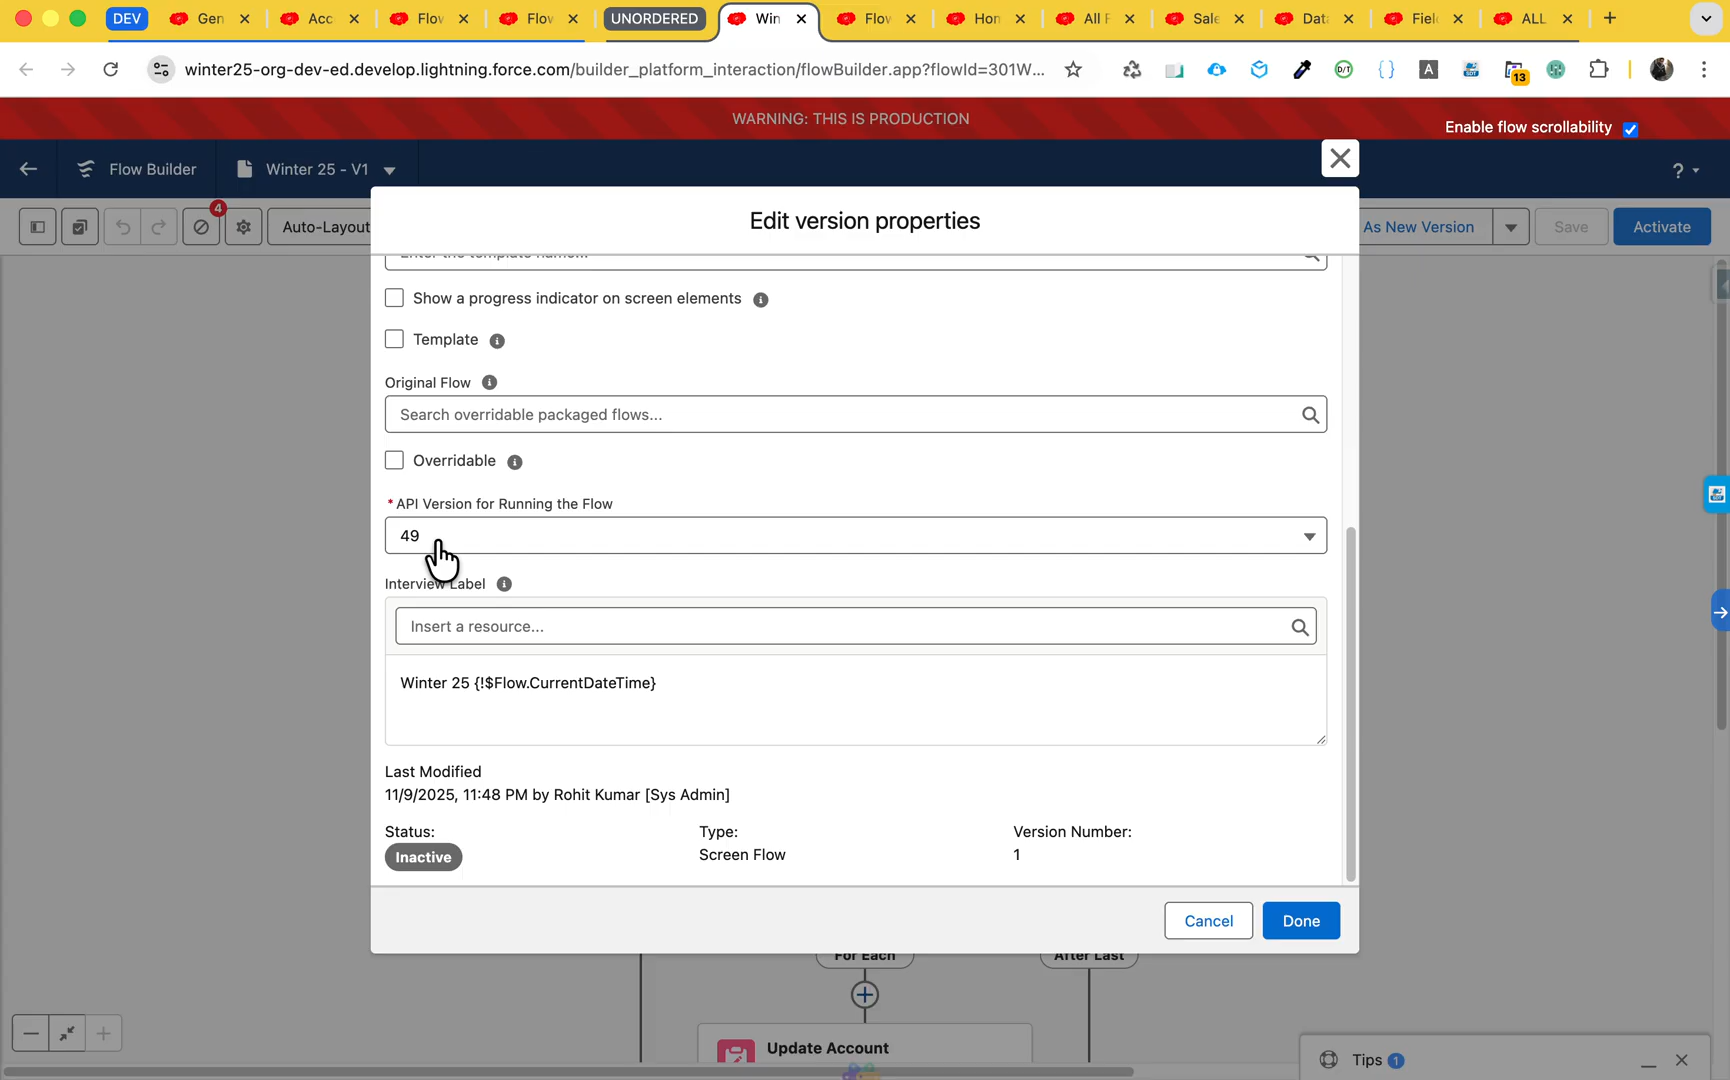 DEV
Gen
Acc
Flow
Flow
UNORDERED
Win
Flow
Hon
All F
Sale
Data
Fiel
ALL
winter25-org-dev-ed.develop.lightning.force.com/builder_platform_interaction/flowBuilder.app?flowId=301W...
D/T
{ }
A
13
WARNING: THIS IS PRODUCTION
Enable flow scrollability
Flow Builder
Winter 25 - V1
?
Edit version properties
4
Auto-Layout
As New Version
Save
Activate
Show a progress indicator on screen elements
Template
Original Flow
Search overridable packaged flows...
Overridable
* API Version for Running the Flow
49
Interview Label
Insert a resource...
Winter 25 {!$Flow.CurrentDateTime}
Last Modified
11/9/2025, 11:48 PM by Rohit Kumar [Sys Admin]
Status:
Type:
Version Number:
Inactive
Screen Flow
1
Cancel
Done
For Each
After Last
Update Account
Tips 1